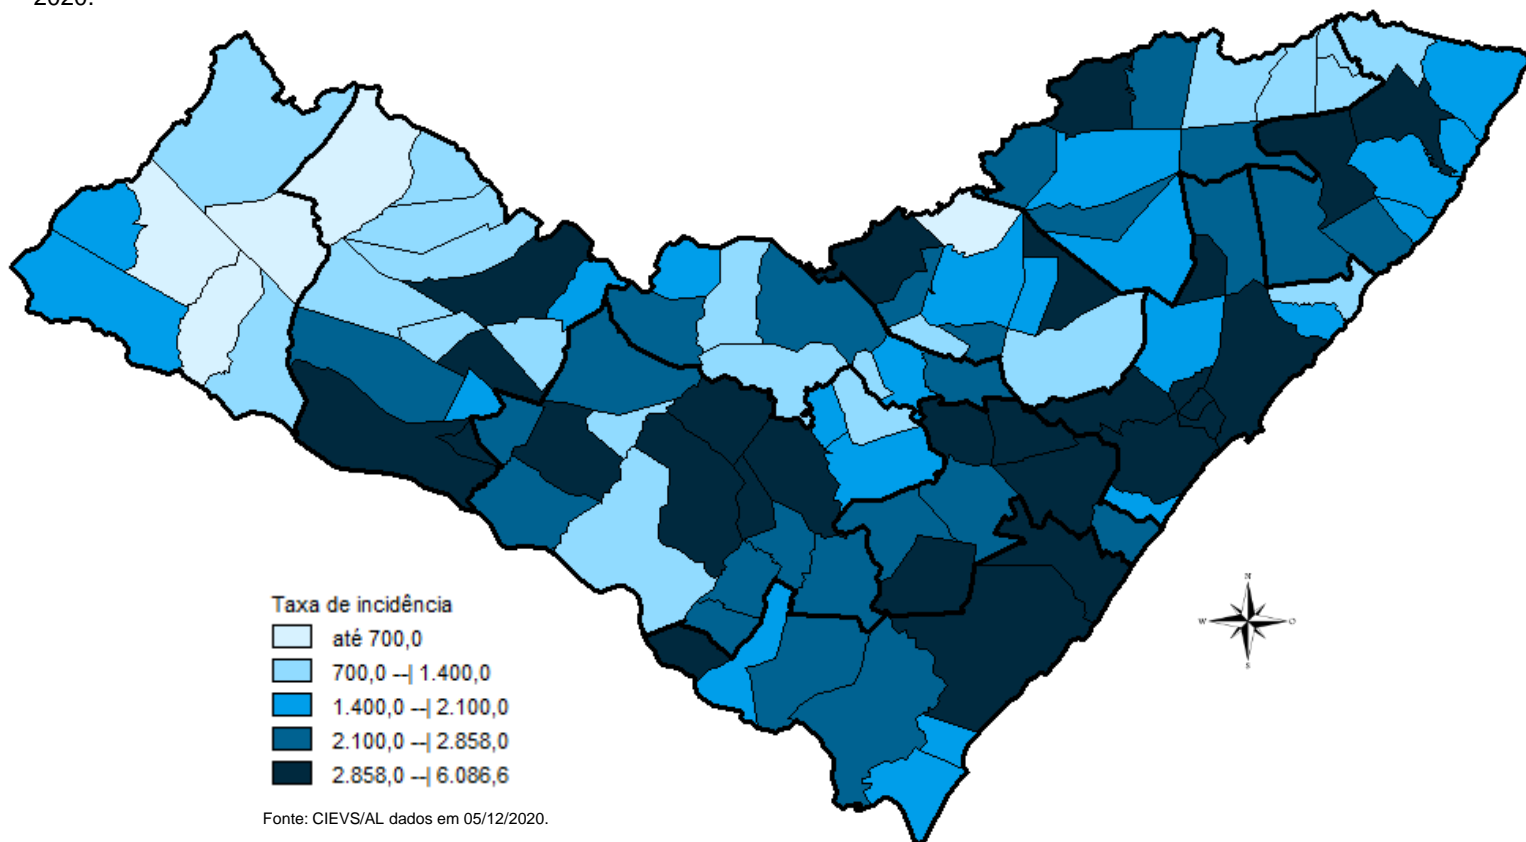 2020.
Taxa de incidência
até 700,0
700,0 --| 1.400,0
1.400,0 --| 2.100,0
2.100,0 --| 2.858,0
2.858,0 --| 6.086,6
Fonte: CIEVS/AL dados em 05/12/2020.
N
W
O
S